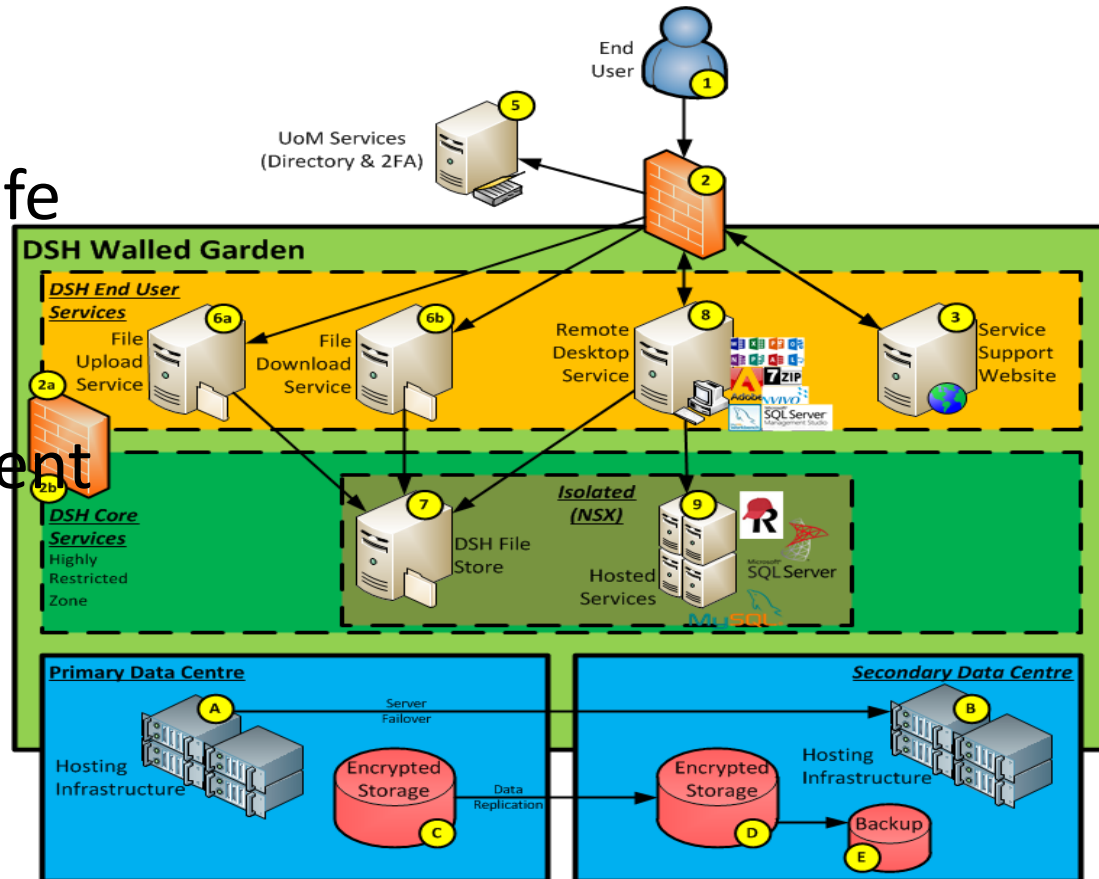 End
User
1
5
UoM Services
(Directory & 2FA)
2
fe
DSH Walled Garden
DSH End User
Services
6a
File
Upload
Service
6b
File
Download
Service
8
Remote
Desktop
Service
7ZIP
Adobe
NVIVO
SQL Server
Management Studio
3
Service
Support
Website
2a
ent
2b
DSH Core
Services
Highly
Restricted
Zone
Isolated
(NSX)
7
DSH File
Store
9
Hosted
Services
R
Microsoft
SQL Server
MySQL
Primary Data Centre
A
Server
Failover
Hosting
Infrastructure
Encrypted
Storage
C
Data
Replication
Secondary Data Centre
B
Hosting
Infrastructure
Encrypted
Storage
D
Backup
E